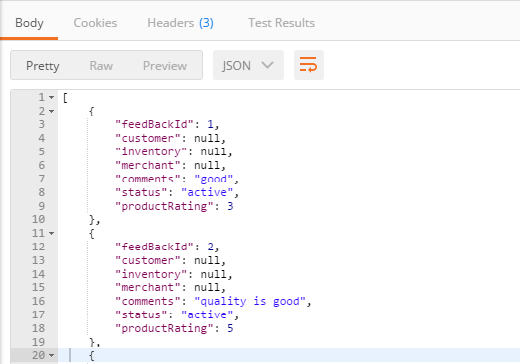 Body Cookies Headers (3) Test Results
Pretty Raw Preview JSON
1 [
2 {
3 "feedBackId": 1,
4 "customer": null,
5 "inventory": null,
6 "merchant": null,
7 "comments": "good",
8 "status": "active",
9 "productRating": 3
10 },
11 {
12 "feedBackId": 2,
13 "customer": null,
14 "inventory": null,
15 "merchant": null,
16 "comments": "quality is good",
17 "status": "active",
18 "productRating": 5
19 },
20 {